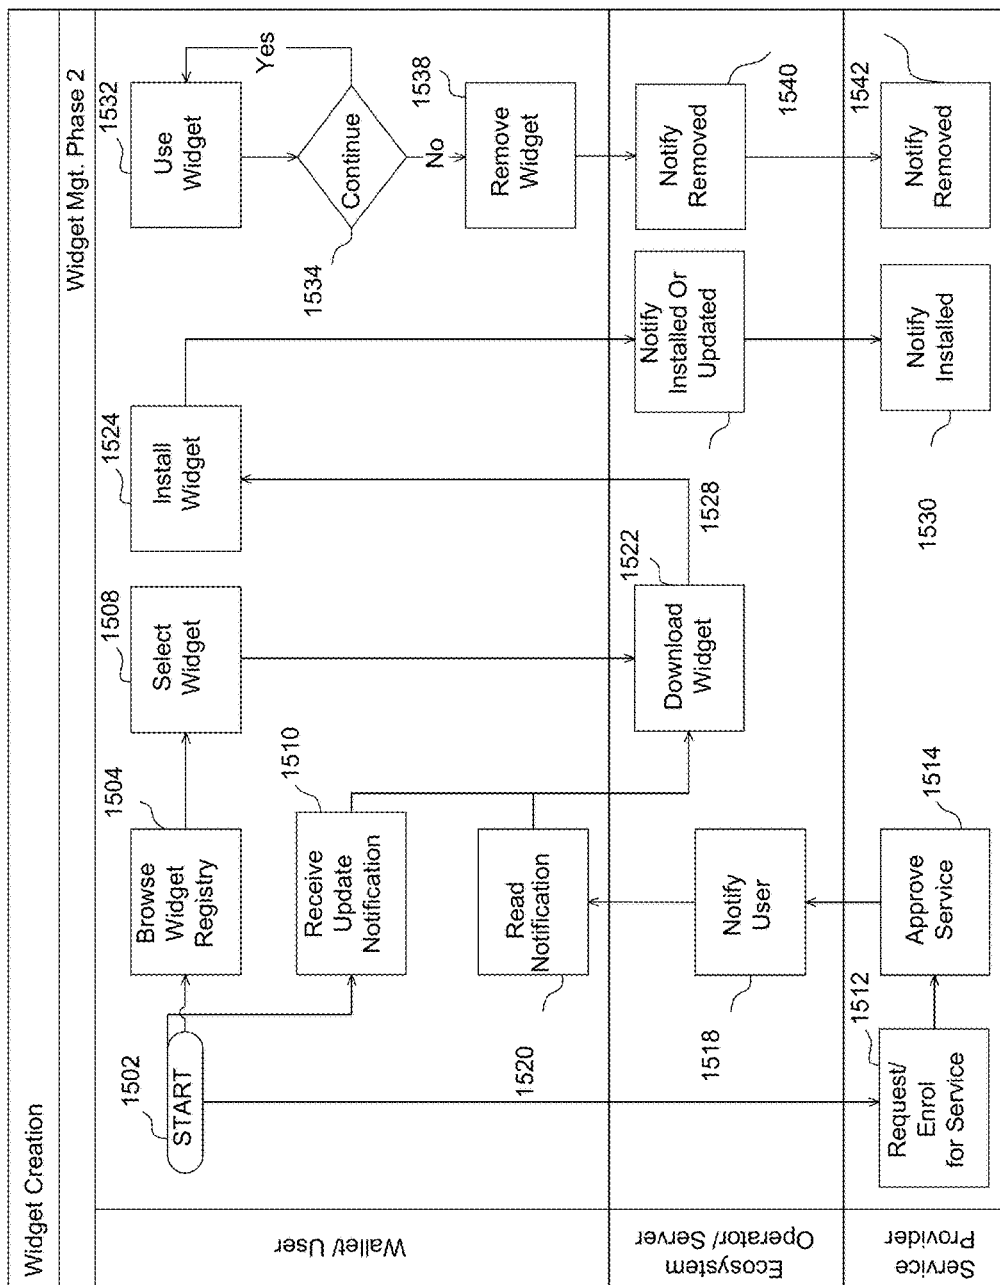 Widget Creation
Widget Mgt. Phase 2
Wallet/ User
1502
START
1504
Browse
Widget
Registry
1508
Select
Widget
1524
Install
Widget
1532
Use
Widget
Yes
Continue
1534
No
1538
Remove
Widget
1510
Receive
Update
Notification
Read
Notification
1520
Ecosystem
Operator/ Server
Notify
User
1518
1522
Download
Widget
Notify
Installed Or
Updated
1528
Notify
Removed
1540
Service
Provider
1512
Request/
Enrol
for Service
Approve
Service
1514
Notify
Installed
1530
Notify
Removed
1542